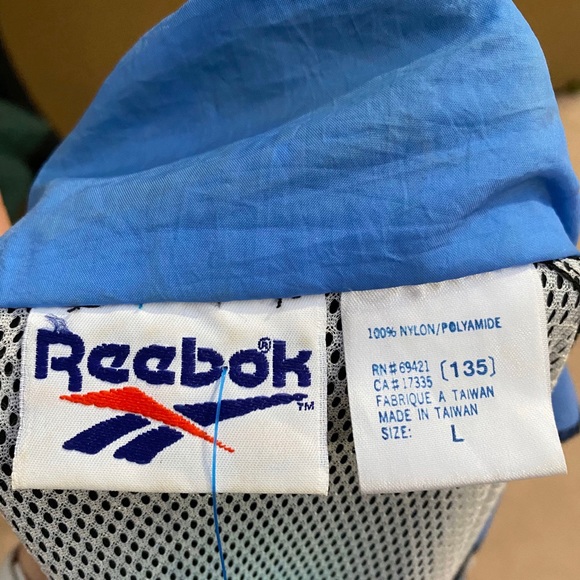 Reebok®
™
100% NYLON/POLYAMIDE
RN#69421 [135]
CA#17335
FABRIQUE A TAIWAN
MADE IN TAIWAN
SIZE: L